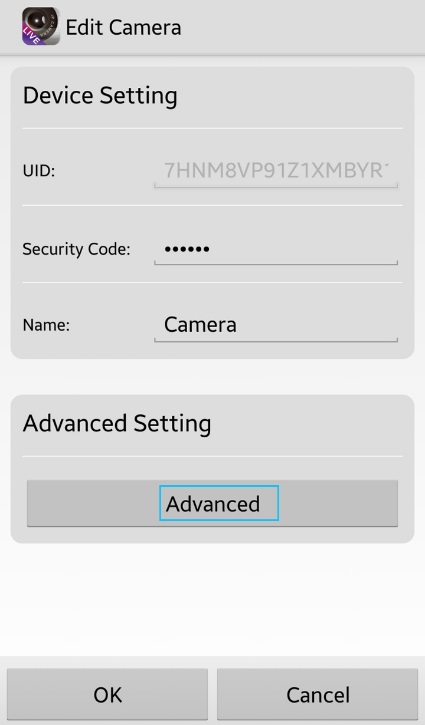 LIVE
Edit Camera
Device Setting
UID: 7HNM8VP91Z1XMBYR
Security Code: ••••••
Name: Camera
Advanced Setting
Advanced
OK Cancel